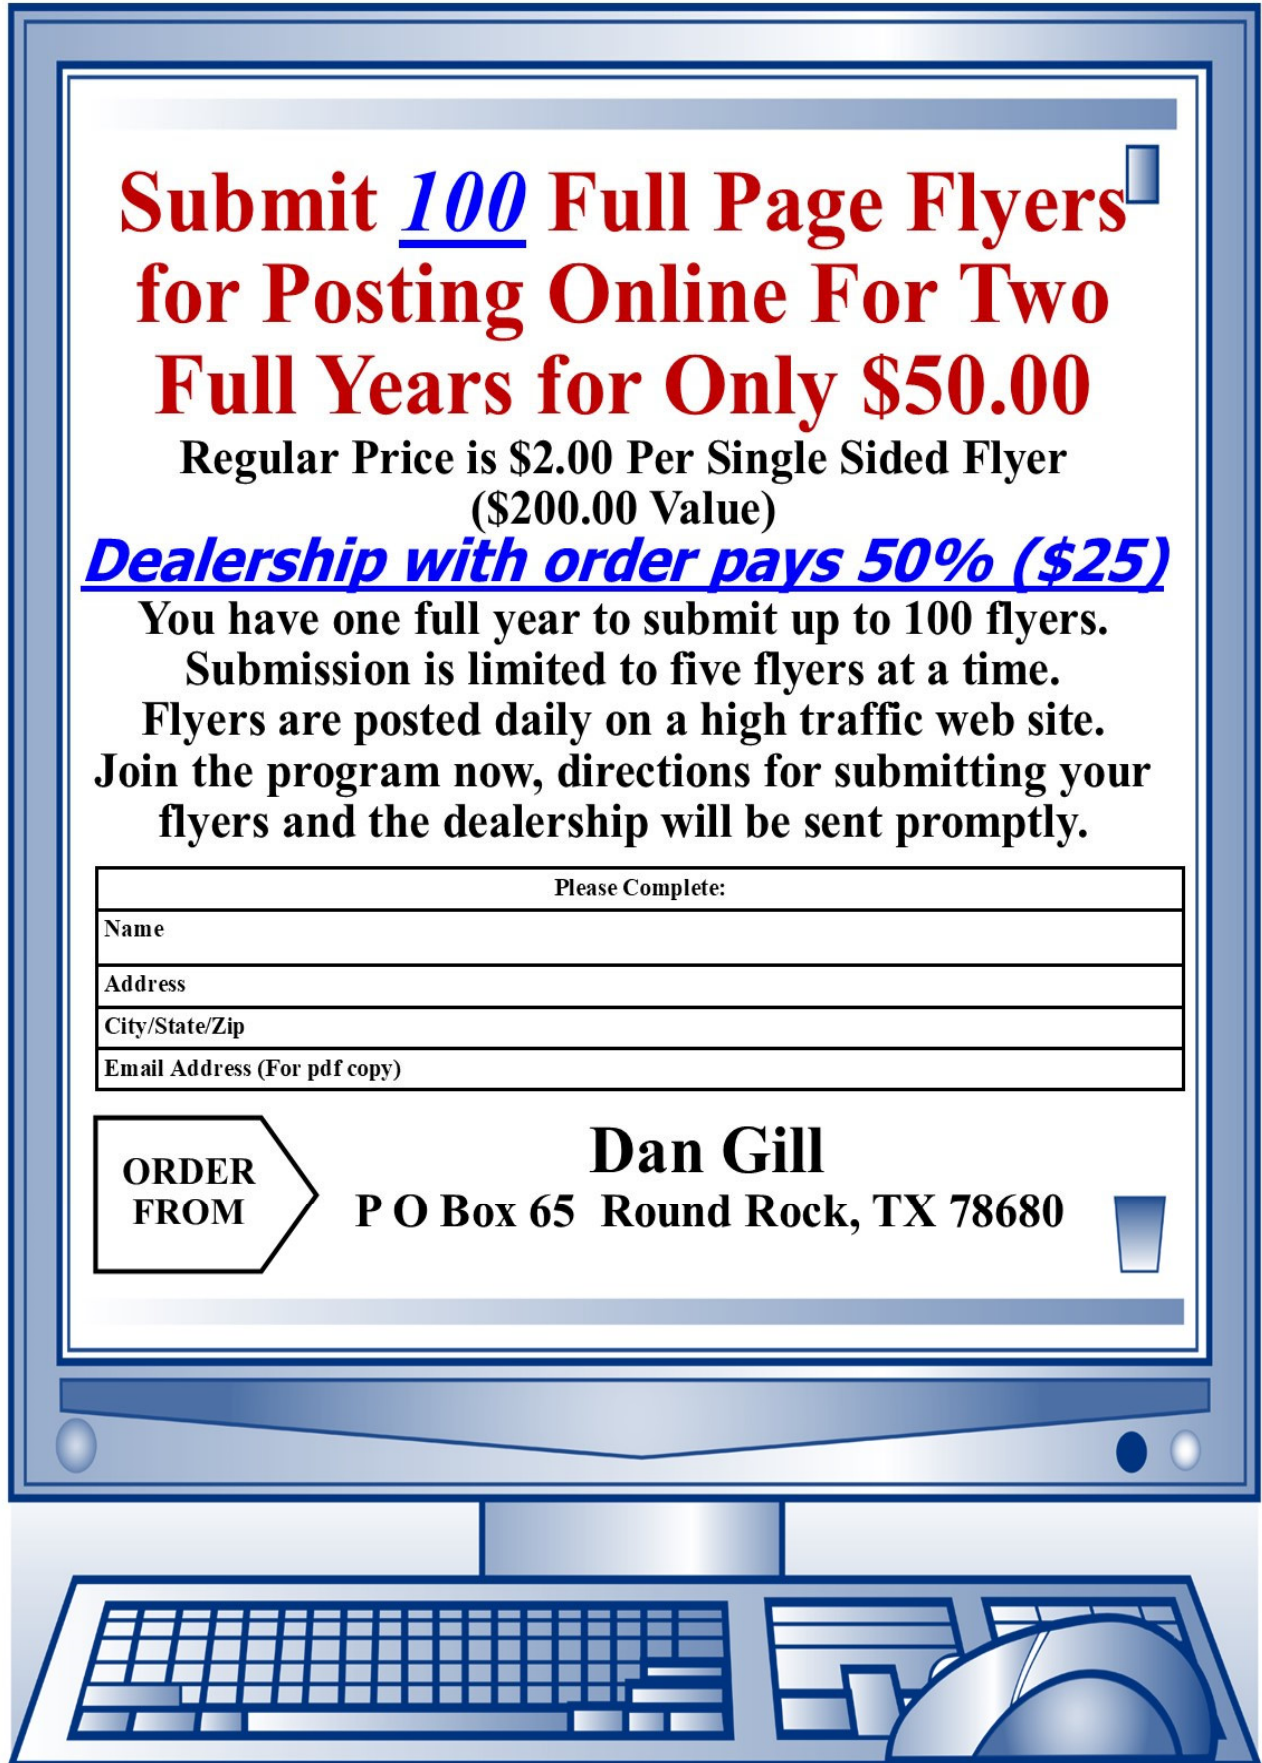 Submit 100 Full Page Flyers
for Posting Online For Two
Full Years for Only $50.00
Regular Price is $2.00 Per Single Sided Flyer
($200.00 Value)
Dealership with order pays 50% ($25)
You have one full year to submit up to 100 flyers.
Submission is limited to five flyers at a time.
Flyers are posted daily on a high traffic web site.
Join the program now, directions for submitting your
flyers and the dealership will be sent promptly.
Please Complete:
Name
Address
City/State/Zip
Email Address (For pdf copy)
ORDER
FROM
Dan Gill
P O Box 65 Round Rock, TX 78680